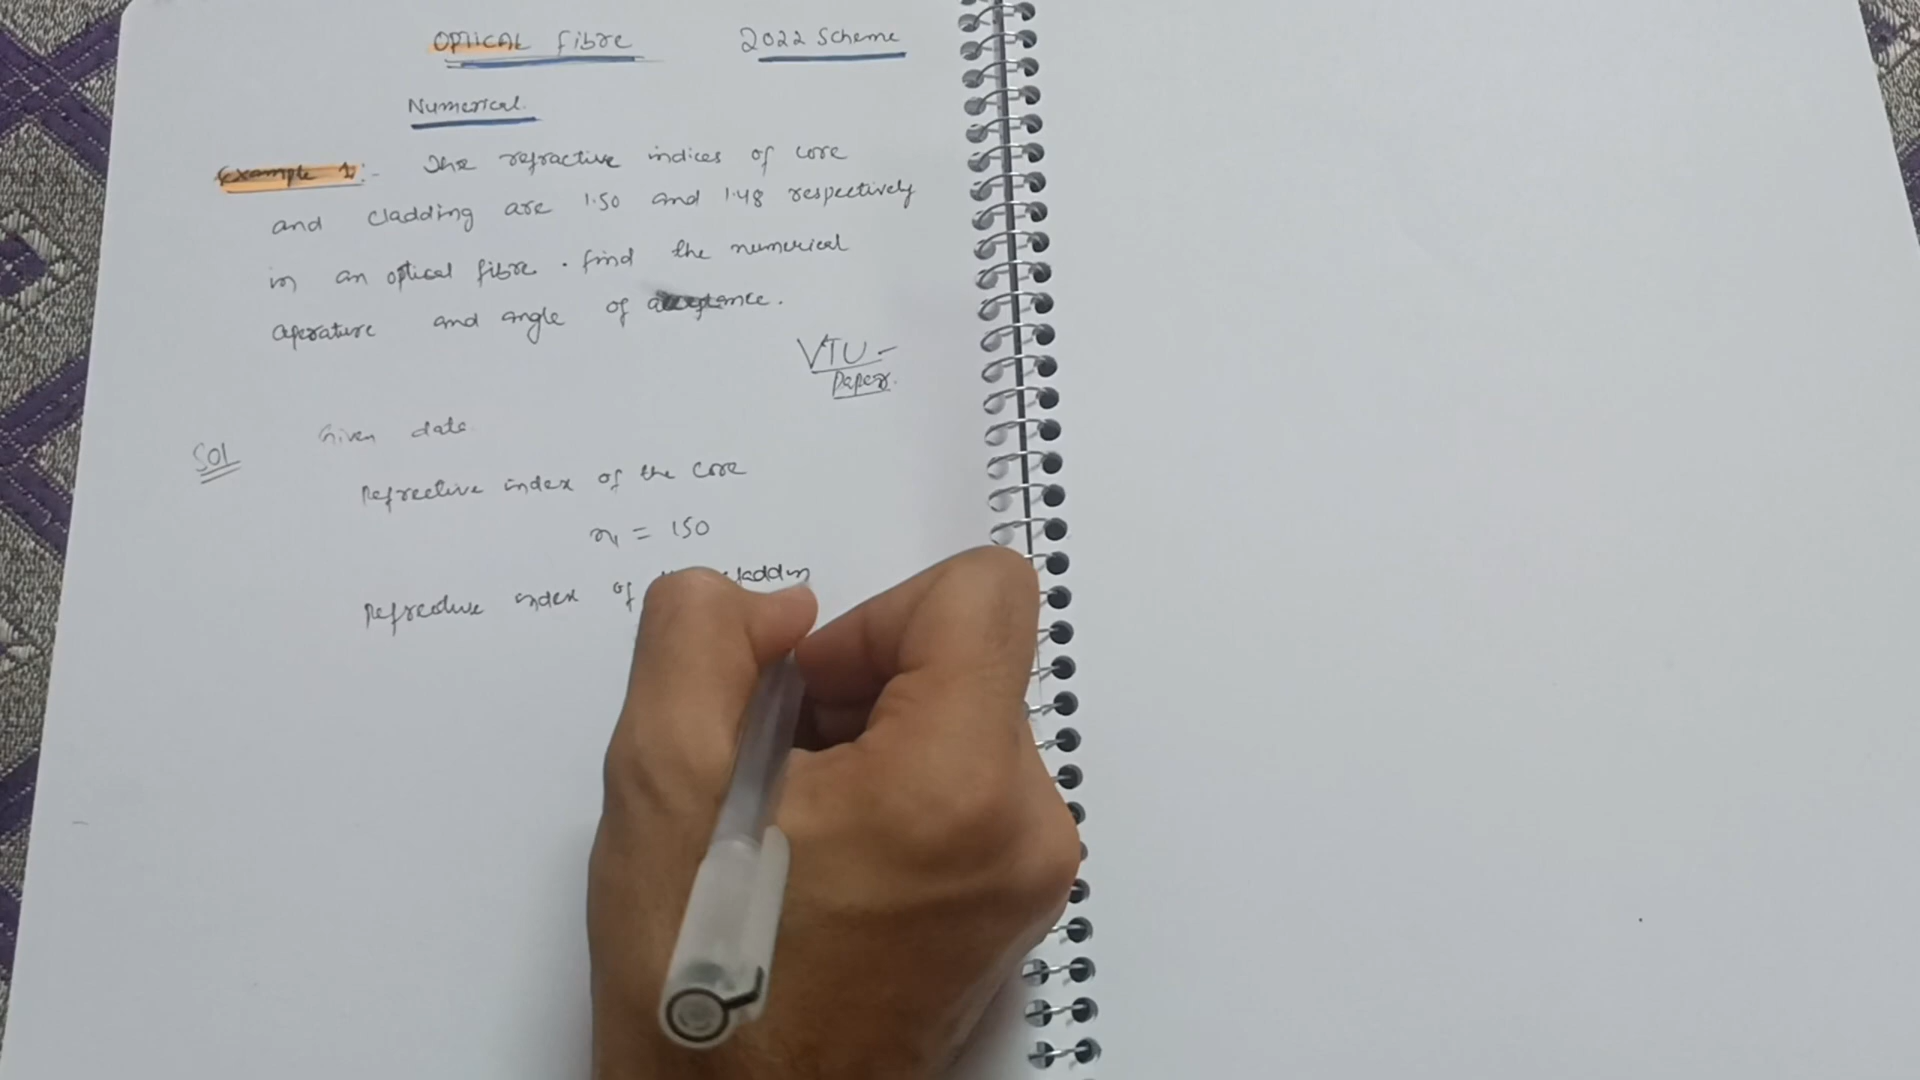 OPTICAL fibre 2022 Scheme
Numerical.
Example 1:- The refractive indices of core
and cladding are 1.50 and 1.48 respectively
in an optical fibre. find the numerical
aperature and angle of acceptance.
VTU -
Paper.
Sol Given data
Refrective index of the core
n1 = 150
Refrective index of claddin